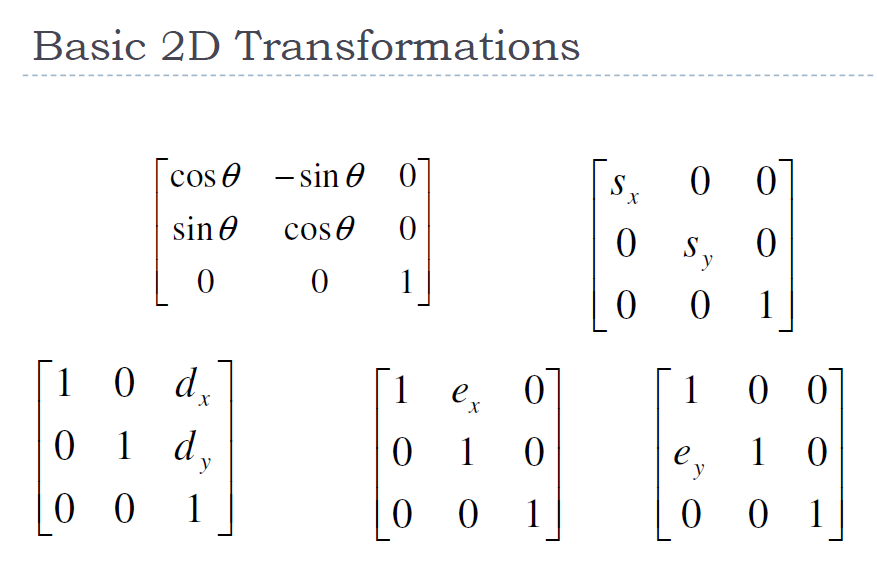 Basic 2D Transformations
[cos θ −sin θ 0]
[sin θ cos θ 0]
[0 0 1]
[s_x 0 0]
[0 s_y 0]
[0 0 1]
[1 0 d_x]
[0 1 d_y]
[0 0 1]
[1 e_x 0]
[0 1 0]
[0 0 1]
[1 0 0]
[e_y 1 0]
[0 0 1]